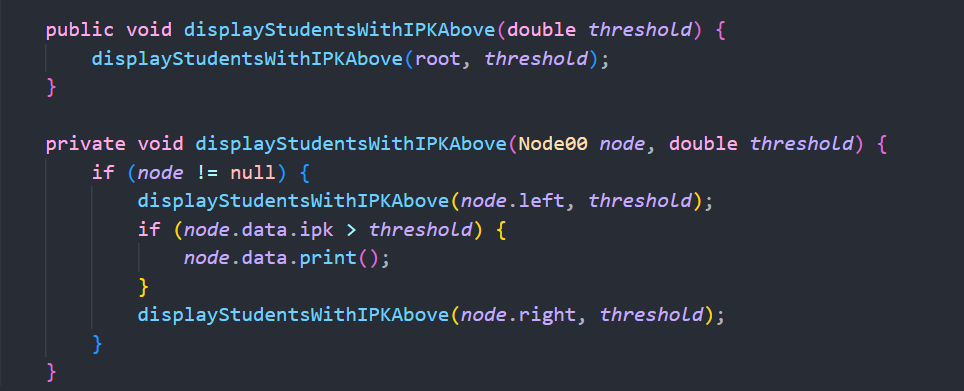 public void displayStudentsWithIPKAbove(double threshold) {
    displayStudentsWithIPKAbove(root, threshold);
}

private void displayStudentsWithIPKAbove(Node00 node, double threshold) {
    if (node != null) {
        displayStudentsWithIPKAbove(node.left, threshold);
        if (node.data.ipk > threshold) {
            node.data.print();
        }
        displayStudentsWithIPKAbove(node.right, threshold);
    }
}